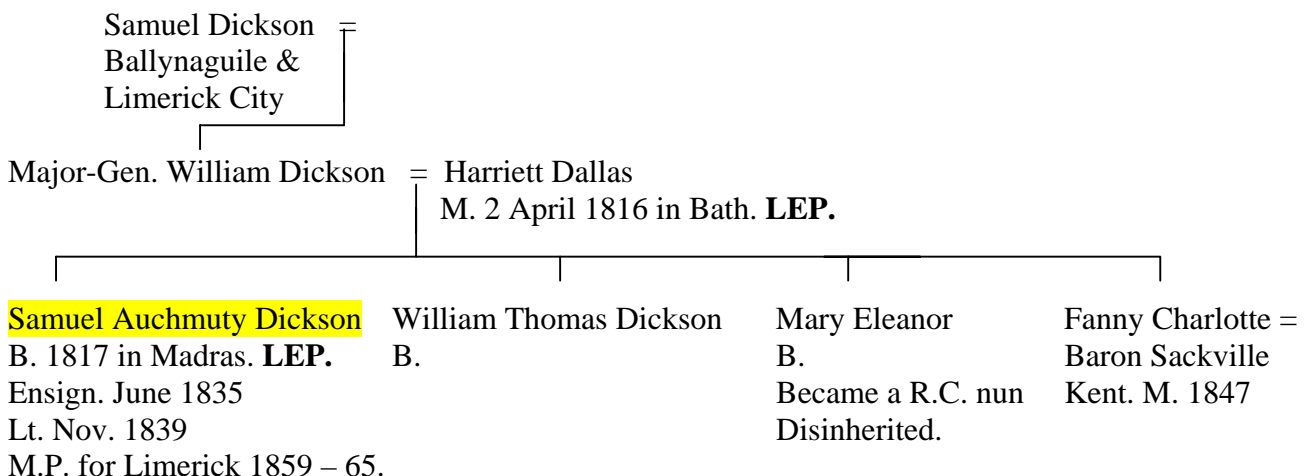 Samuel Dickson =
Ballynaguile &
Limerick City
Major-Gen. William Dickson = Harriett Dallas
M. 2 April 1816 in Bath. LEP.
Samuel Auchmuty Dickson
B. 1817 in Madras. LEP.
Ensign. June 1835
Lt. Nov. 1839
M.P. for Limerick 1859 – 65.
William Thomas Dickson
B.
Mary Eleanor
B.
Became a R.C. nun
Disinherited.
Fanny Charlotte =
Baron Sackville
Kent. M. 1847